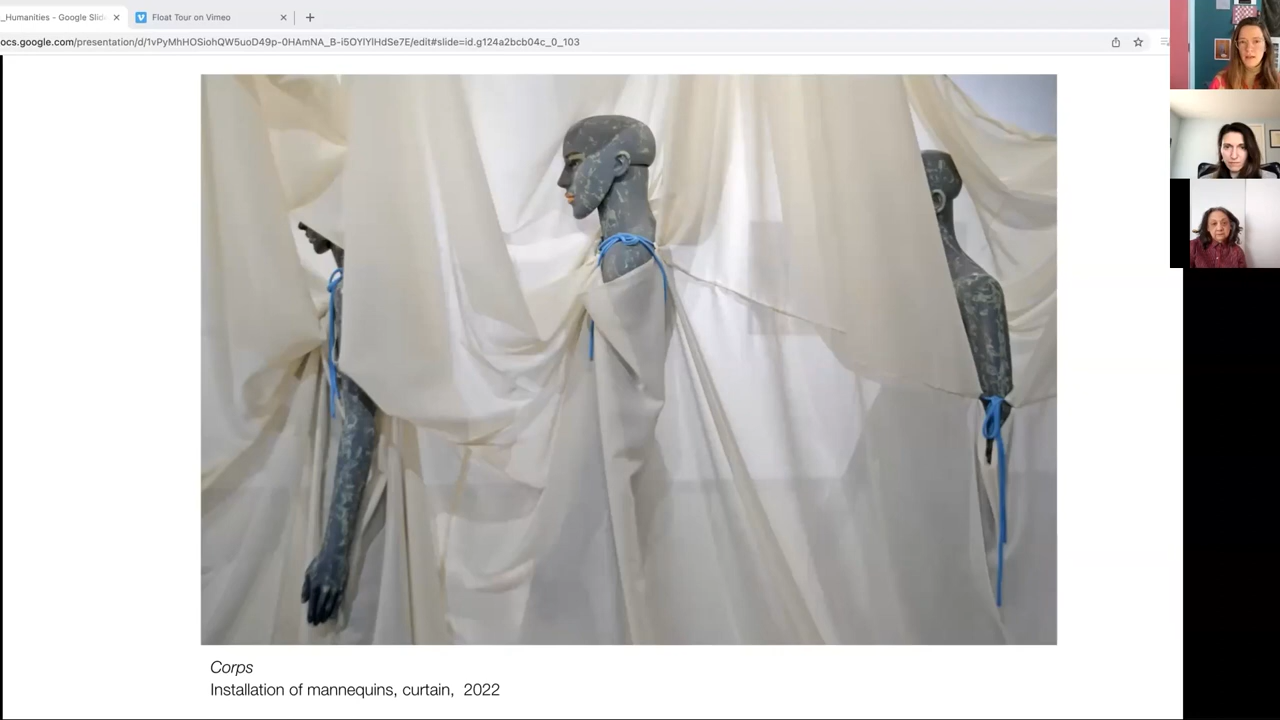 _Humanities - Google Slid
Float Tour on Vimeo
ocs.google.com/presentation/d/1vPyMhHOSiohQW5uoD49p-0HAmNA_B-i5OYlYlHdSe7E/edit#slide=id.g124a2bcb04c_0_103
Corps
Installation of mannequins, curtain, 2022